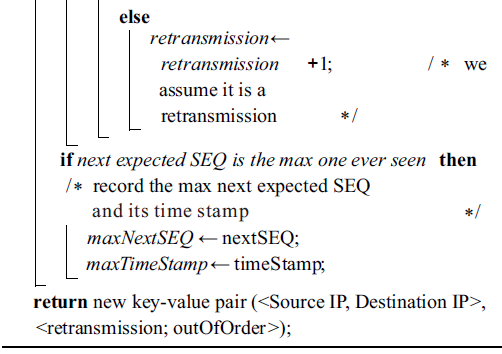 else
retransmission←
retransmission +1; /∗ we
assume it is a
retransmission ∗/
if next expected SEQ is the max one ever seen then
/∗ record the max next expected SEQ
and its time stamp ∗/
maxNextSEQ ← nextSEQ;
maxTimeStamp← timeStamp;
return new key-value pair (<Source IP, Destination IP>,
<retransmission; outOfOrder>);